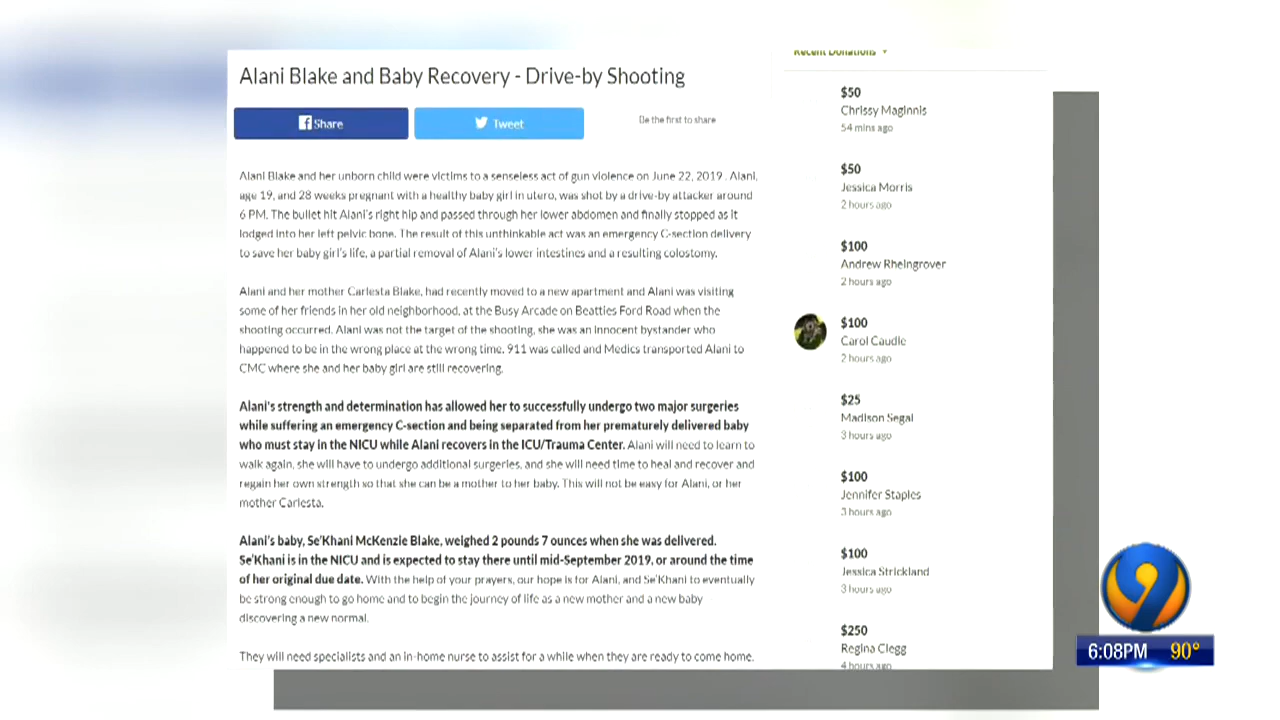 Alani Blake and Baby Recovery - Drive-by Shooting
Share
Tweet
Be the first to share
Alani Blake and her unborn child were victims to a senseless act of gun violence on June 22, 2019 . Alani,
age 19, and 28 weeks pregnant with a healthy baby girl in utero, was shot by a drive-by attacker around
6 PM. The bullet hit Alani's right hip and passed through her lower abdomen and finally stopped as it
lodged into her left pelvic bone. The result of this unthinkable act was an emergency C-section delivery
to save her baby girl's life, a partial removal of Alani's lower intestines and a resulting colostomy.
Alani and her mother Carlesta Blake, had recently moved to a new apartment and Alani was visiting
some of her friends in her old neighborhood, at the Busy Arcade on Beatties Ford Road when the
shooting occurred. Alani was not the target of the shooting, she was an innocent bystander who
happened to be in the wrong place at the wrong time. 911 was called and Medics transported Alani to
CMC where she and her baby girl are still recovering.
Alani's strength and determination has allowed her to successfully undergo two major surgeries
while suffering an emergency C-section and being separated from her prematurely delivered baby
who must stay in the NICU while Alani recovers in the ICU/Trauma Center. Alani will need to learn to
walk again, she will have to undergo additional surgeries, and she will need time to heal and recover and
regain her own strength so that she can be a mother to her baby. This will not be easy for Alani, or her
mother Carlesta.
Alani's baby, Se'Khani McKenzie Blake, weighed 2 pounds 7 ounces when she was delivered.
Se'Khani is in the NICU and is expected to stay there until mid-September 2019, or around the time
of her original due date. With the help of your prayers, our hope is for Alani, and Se'Khani to eventually
be strong enough to go home and to begin the journey of life as a new mother and a new baby
discovering a new normal.
They will need specialists and an in-home nurse to assist for a while when they are ready to come home.
Recent Donations
$50
Chrissy Maginnis
54 mins ago
$50
Jessica Morris
2 hours ago
$100
Andrew Rheingrover
2 hours ago
$100
Carol Caudle
2 hours ago
$25
Madison Segal
3 hours ago
$100
Jennifer Staples
3 hours ago
$100
Jessica Strickland
3 hours ago
$250
Regina Clegg
4 hours ago
9
6:08PM 90°